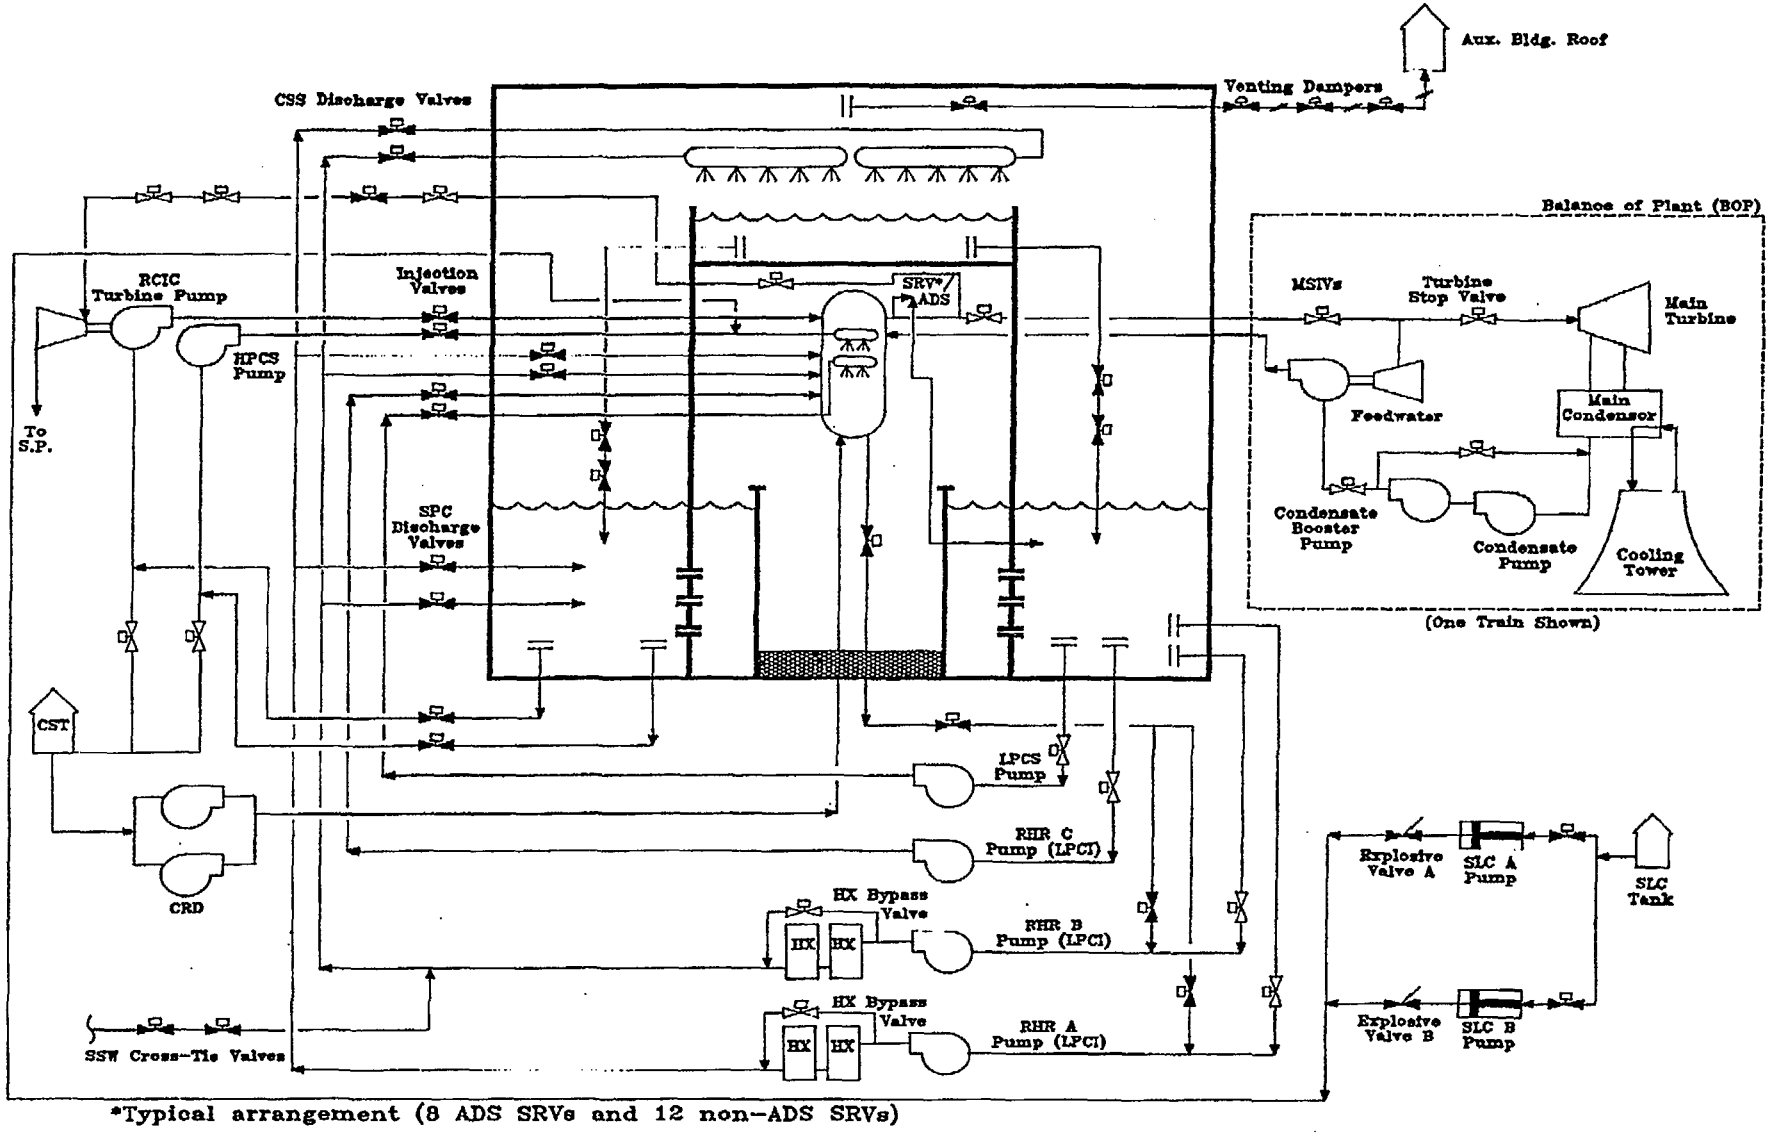 Aux. Bldg. Roof
Venting Dampers
CSS Discharge Valves
Balance of Plant (BOP)
RCIC
Turbine Pump
Injection
Valves
SRV*/
ADS
MSIVs
Turbine
Stop Valve
Main
Turbine
HPCS
Pump
To
S.P.
Feedwater
Main
Condensor
SPC
Discharge
Valves
Condensate
Booster
Pump
Condensate
Pump
Cooling
Tower
(One Train Shown)
CST
LPCS
Pump
RHR C
Pump (LPCI)
CRD
Explosive
Valve A
SLC A
Pump
SLC
Tank
HX Bypass
Valve
HX
HX
RHR B
Pump (LPCI)
HX Bypass
Valve
HX
HX
RHR A
Pump (LPCI)
Explosive
Valve B
SLC B
Pump
SSW Cross-Tie Valves
*Typical arrangement (8 ADS SRVs and 12 non-ADS SRVs)